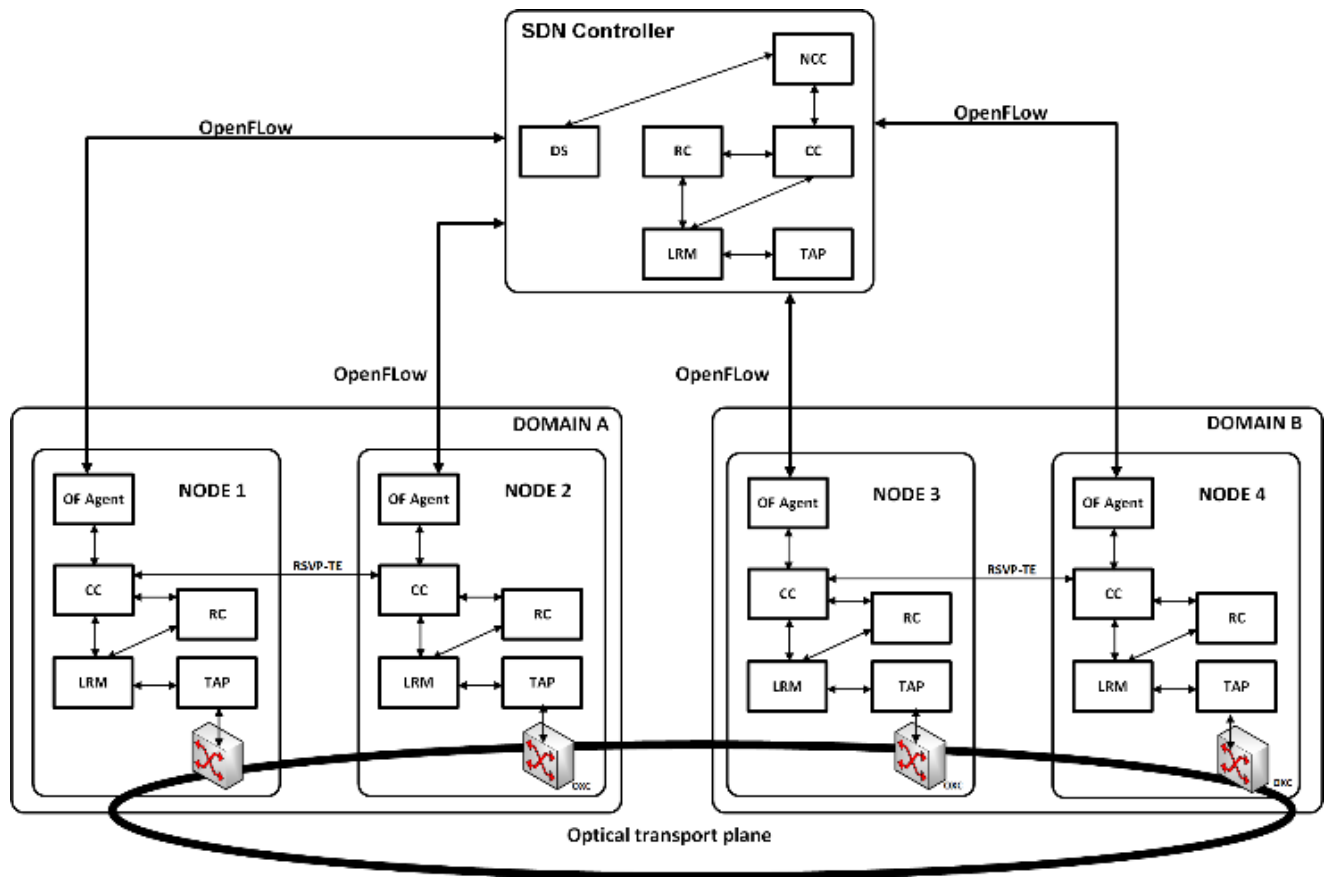 SDN Controller
NCC
OpenFLow
OpenFLow
DS
RC
CC
LRM
TAP
OpenFLow
OpenFLow
DOMAIN A
DOMAIN B
OF Agent
NODE 1
OF Agent
NODE 2
OF Agent
NODE 3
OF Agent
NODE 4
CC
RSVP-TE
CC
CC
RSVP-TE
CC
RC
RC
RC
RC
LRM
TAP
LRM
TAP
LRM
TAP
LRM
TAP
OXC
OXC
OXC
Optical transport plane